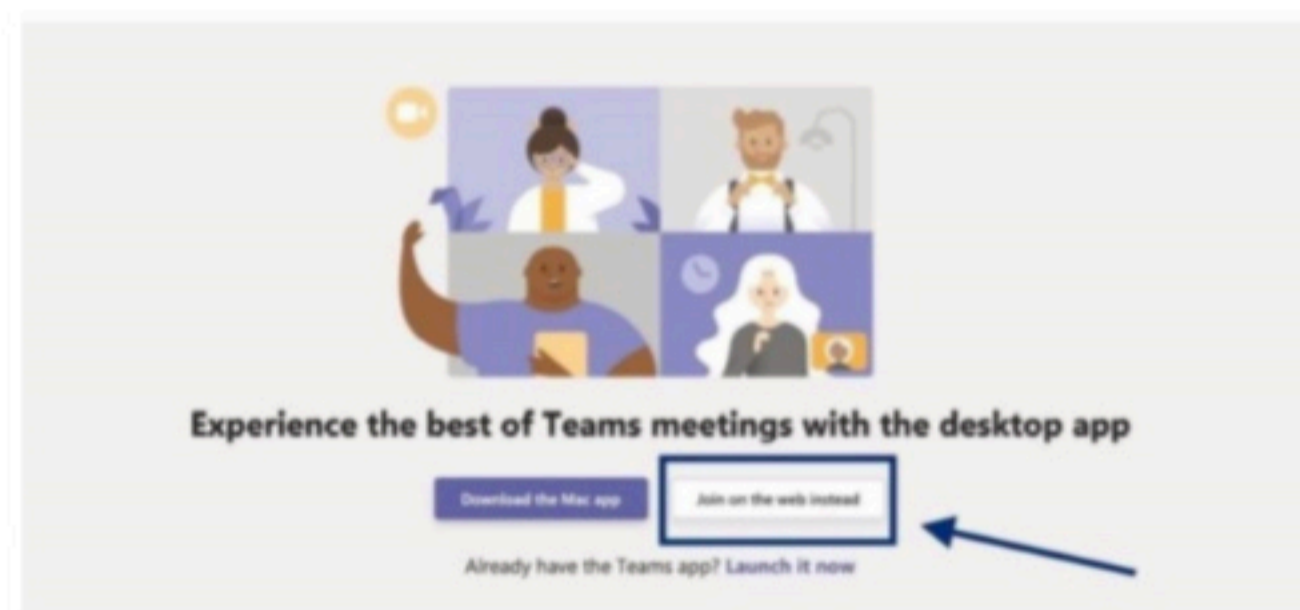 Experience the best of Teams meetings with the desktop app
Download the Mac app
Join on the web instead
Already have the Teams app? Launch it now